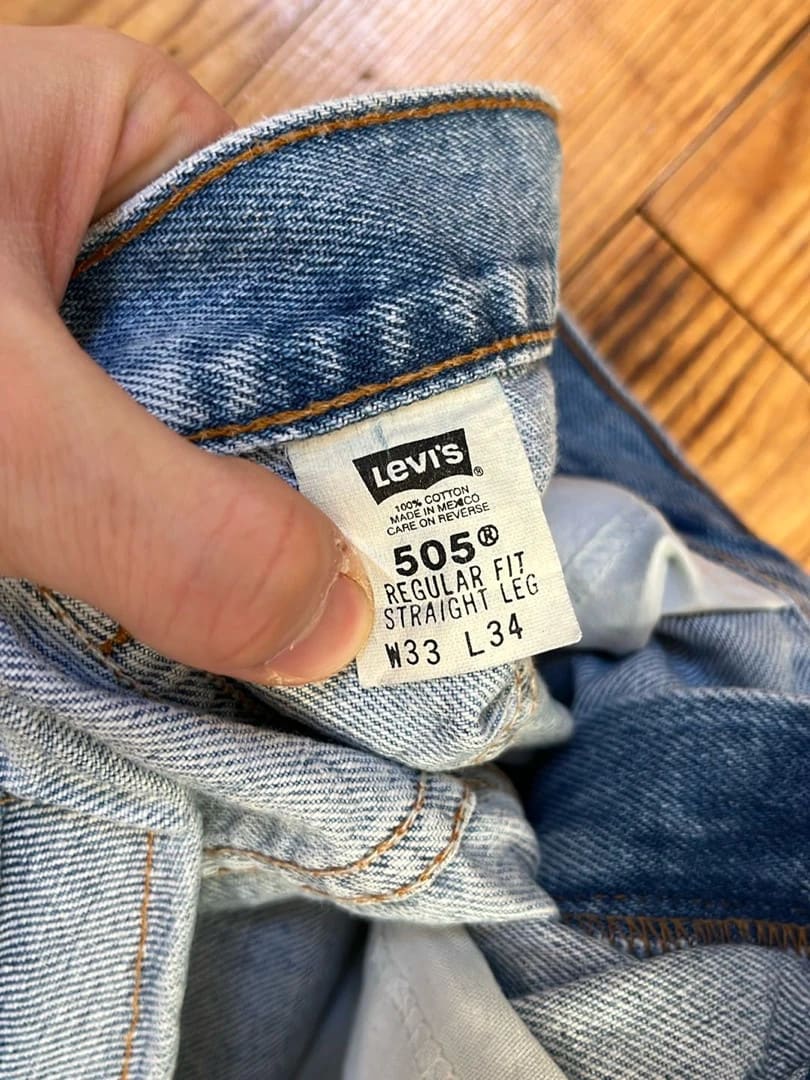 LEVI'S ®
100% COTTON
MADE IN MEXICO
CARE ON REVERSE
505®
REGULAR FIT
STRAIGHT LEG
W33 L34